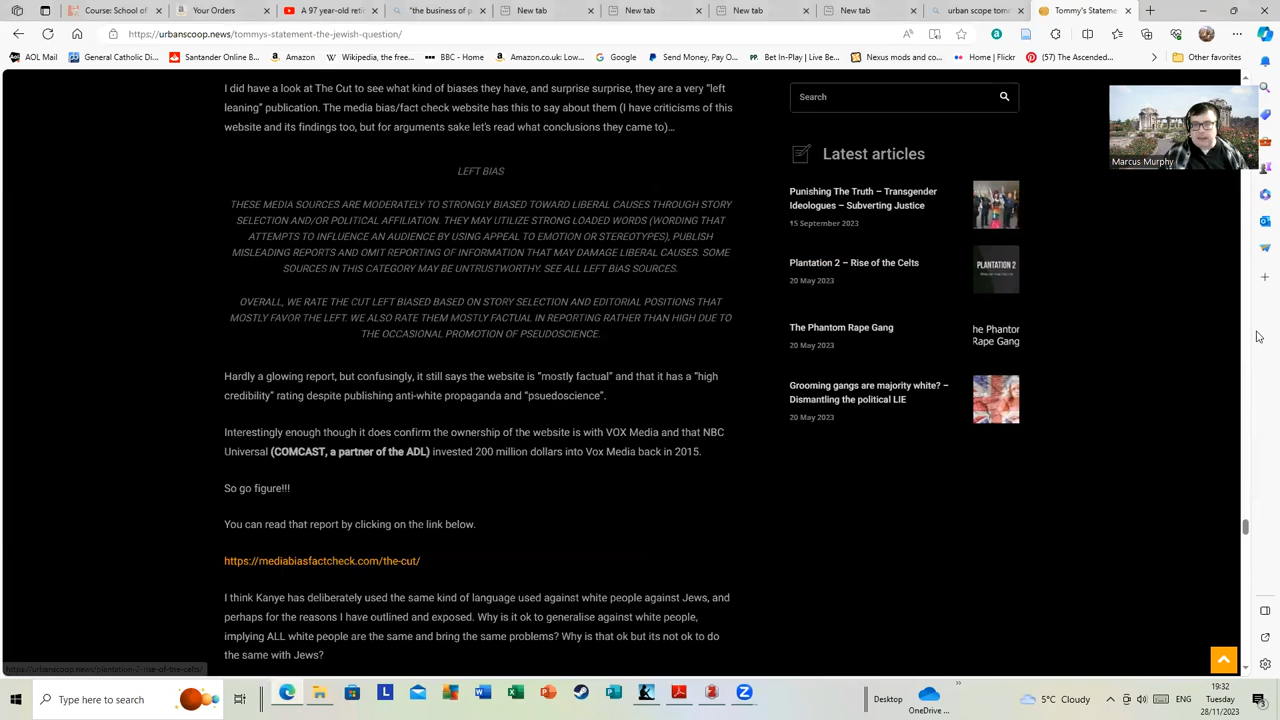 Course: School of
A 72-year-old retir
Tommy's Stateme
urban scoop tomm
https://urbanscoop.news/tommys-statement-the-jewish-question/
AOL Mail
General Catholic Di...
Santander Online B...
Amazon
Wikipedia, the free...
BBC - Home
Amazon.co.uk: Low...
Google
Send Money, Pay O...
Bet In-Play | Live Be...
Nexus mods and co...
Home | Flickr
(57) The Ascended...
Other favorites
I did have a look at The Cut to see what kind of biases they have, and surprise surprise, they are a very “left
leaning” publication. The media bias/fact check website has this to say about them (I have criticisms of this
website and its findings too, but for arguments sake let's read what conclusions they came to)…
LEFT BIAS
THESE MEDIA SOURCES ARE MODERATELY TO STRONGLY BIASED TOWARD LIBERAL CAUSES THROUGH STORY
SELECTION AND/OR POLITICAL AFFILIATION. THEY MAY UTILIZE STRONG LOADED WORDS (WORDING THAT
ATTEMPTS TO INFLUENCE AN AUDIENCE BY USING APPEAL TO EMOTION OR STEREOTYPES), PUBLISH
MISLEADING REPORTS AND OMIT REPORTING OF INFORMATION THAT MAY DAMAGE LIBERAL CAUSES. SOME
SOURCES IN THIS CATEGORY MAY BE UNTRUSTWORTHY. SEE ALL LEFT BIAS SOURCES.
OVERALL, WE RATE THE CUT LEFT BIASED BASED ON STORY SELECTION AND EDITORIAL POSITIONS THAT
MOSTLY FAVOR THE LEFT. WE ALSO RATE THEM MOSTLY FACTUAL IN REPORTING RATHER THAN HIGH DUE TO
THE OCCASIONAL PROMOTION OF PSEUDOSCIENCE.
Hardly a glowing report, but confusingly, it still says the website is “mostly factual” and that it has a “high
credibility” rating despite publishing anti-white propaganda and “psuedoscience”.
Interestingly enough though it does confirm the ownership of the website is with VOX Media and that NBC
Universal (COMCAST, a partner of the ADL) invested 200 million dollars into Vox Media back in 2015.
So go figure!!!
You can read that report by clicking on the link below.
https://mediabiasfactcheck.com/the-cut/
I think Kanye has deliberately used the same kind of language used against white people against Jews, and
perhaps for the reasons I have outlined and exposed. Why is it ok to generalise against white people,
implying ALL white people are the same and bring the same problems? Why is that ok but its not ok to do
the same with Jews?
Search
Latest articles
Punishing The Truth – Transgender
Ideologues – Subverting Justice
15 September 2023
Plantation 2 – Rise of the Celts
20 May 2023
PLANTATION 2
The Phantom Rape Gang
20 May 2023
he Phantor
Rape Gang
Grooming gangs are majority white? –
Dismantling the political LIE
20 May 2023
Marcus Murphy
https://urbanscoop.news/plantation-2-rise-of-the-celts/
Type here to search
Desktop
OneDrive ...
5°C Cloudy
ENG
19:32
Tuesday
28/11/2023